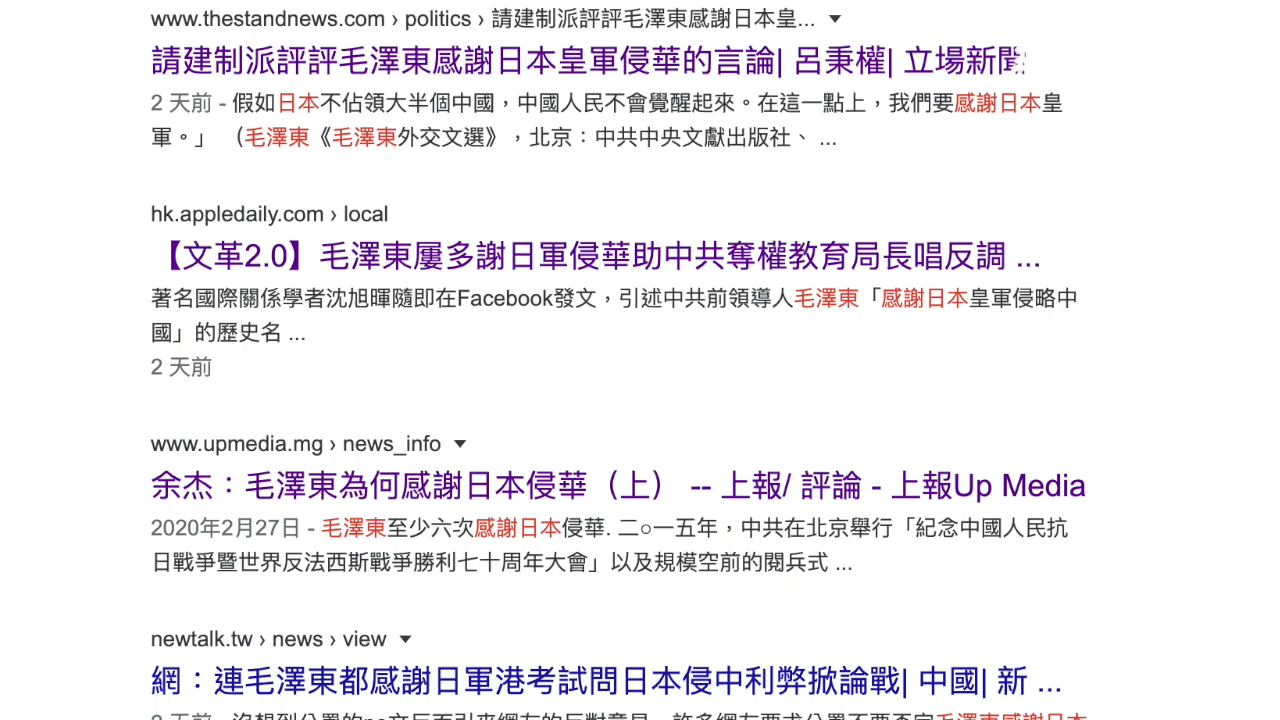 www.thestandnews.com › politics › 請建制派評評毛澤東感謝日本皇...
請建制派評評毛澤東感謝日本皇軍侵華的言論| 呂秉權| 立場新聞
2 天前 - 假如日本不佔領大半個中國，中國人民不會覺醒起來。在這一點上，我們要感謝日本皇
軍。」 （毛澤東《毛澤東外交文選》，北京：中共中央文獻出版社、 ...
hk.appledaily.com › local
【文革2.0】毛澤東屢多謝日軍侵華助中共奪權教育局長唱反調 ...
著名國際關係學者沈旭暉隨即在Facebook發文，引述中共前領導人毛澤東「感謝日本皇軍侵略中
國」的歷史名 ...
2 天前
www.upmedia.mg › news_info
余杰：毛澤東為何感謝日本侵華（上） -- 上報/ 評論 - 上報Up Media
2020年2月27日 - 毛澤東至少六次感謝日本侵華. 二○一五年，中共在北京舉行「紀念中國人民抗
日戰爭暨世界反法西斯戰爭勝利七十周年大會」以及規模空前的閱兵式 ...
newtalk.tw › news › view
網：連毛澤東都感謝日軍港考試問日本侵中利弊掀論戰| 中國| 新 ...